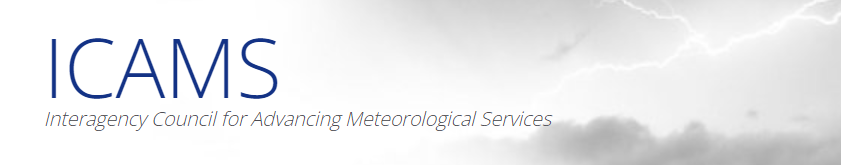 ICAMS
Interagency Council for Advancing Meteorological Services